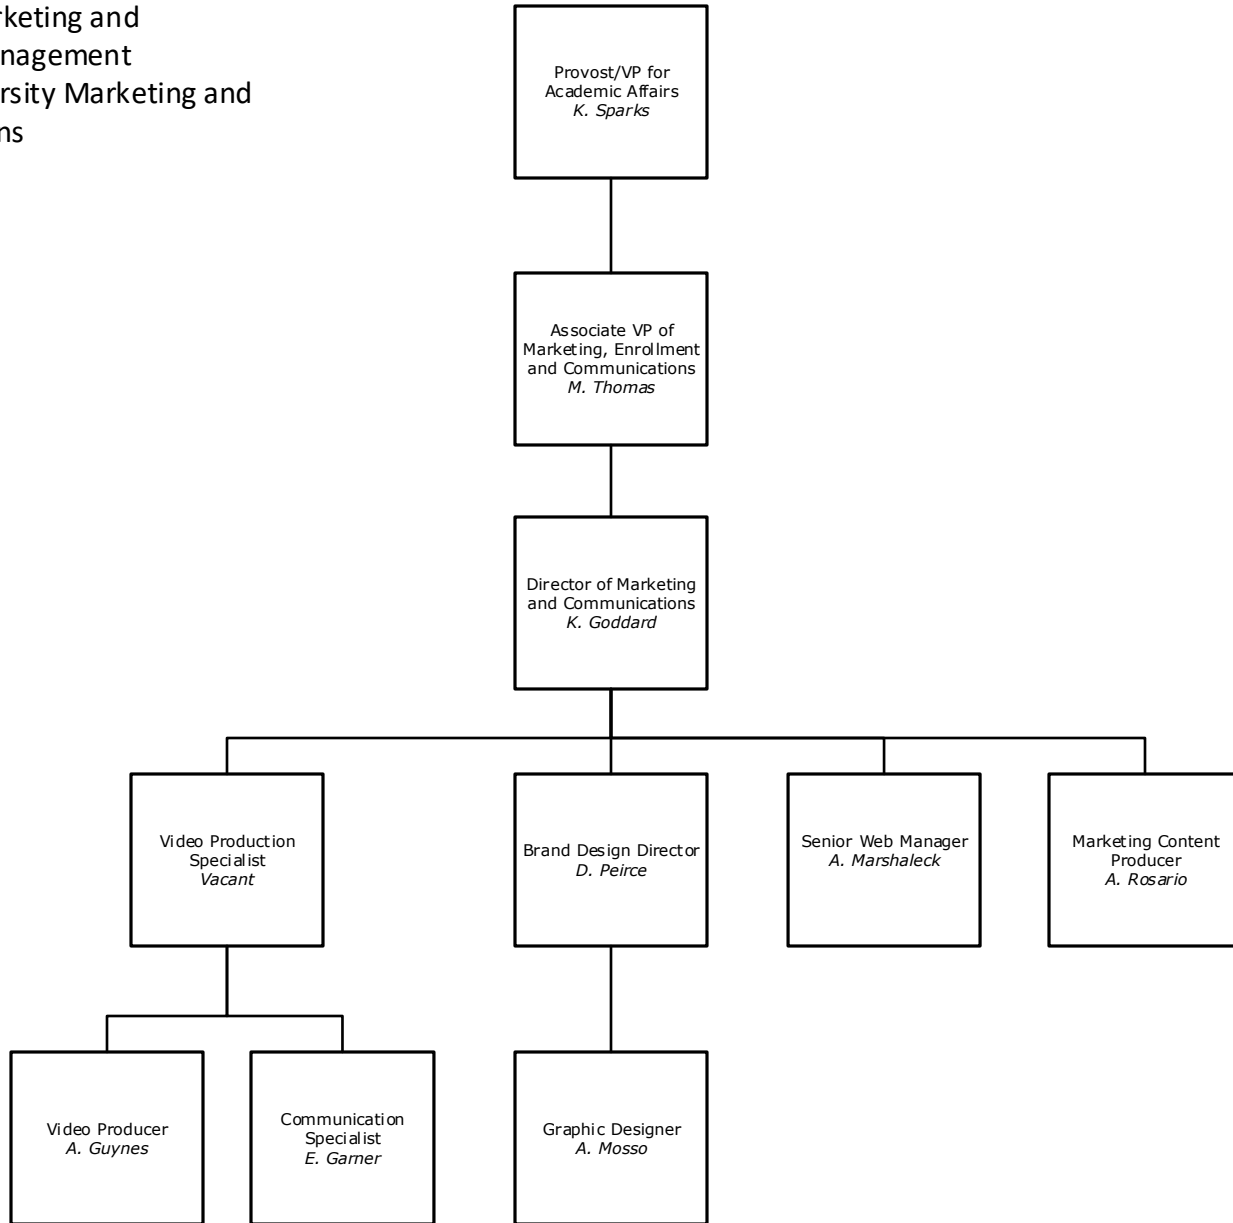 rketing and
nagement
rsity Marketing and
ns
Provost/VP for
Academic Affairs
K. Sparks
Associate VP of
Marketing, Enrollment
and Communications
M. Thomas
Director of Marketing
and Communications
K. Goddard
Video Production
Specialist
Vacant
Brand Design Director
D. Peirce
Senior Web Manager
A. Marshaleck
Marketing Content
Producer
A. Rosario
Video Producer
A. Guynes
Communication
Specialist
E. Garner
Graphic Designer
A. Mosso